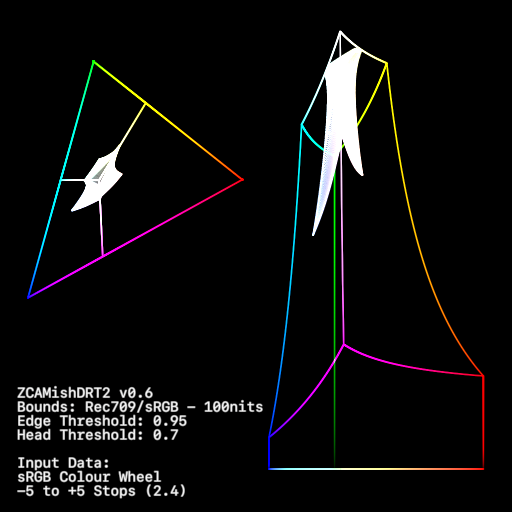 ZCAMishDRT2 v0.6
Bounds: Rec709/sRGB – 100nits
Edge Threshold: 0.95
Head Threshold: 0.7
Input Data:
sRGB Colour Wheel
–5 to +5 Stops (2.4)